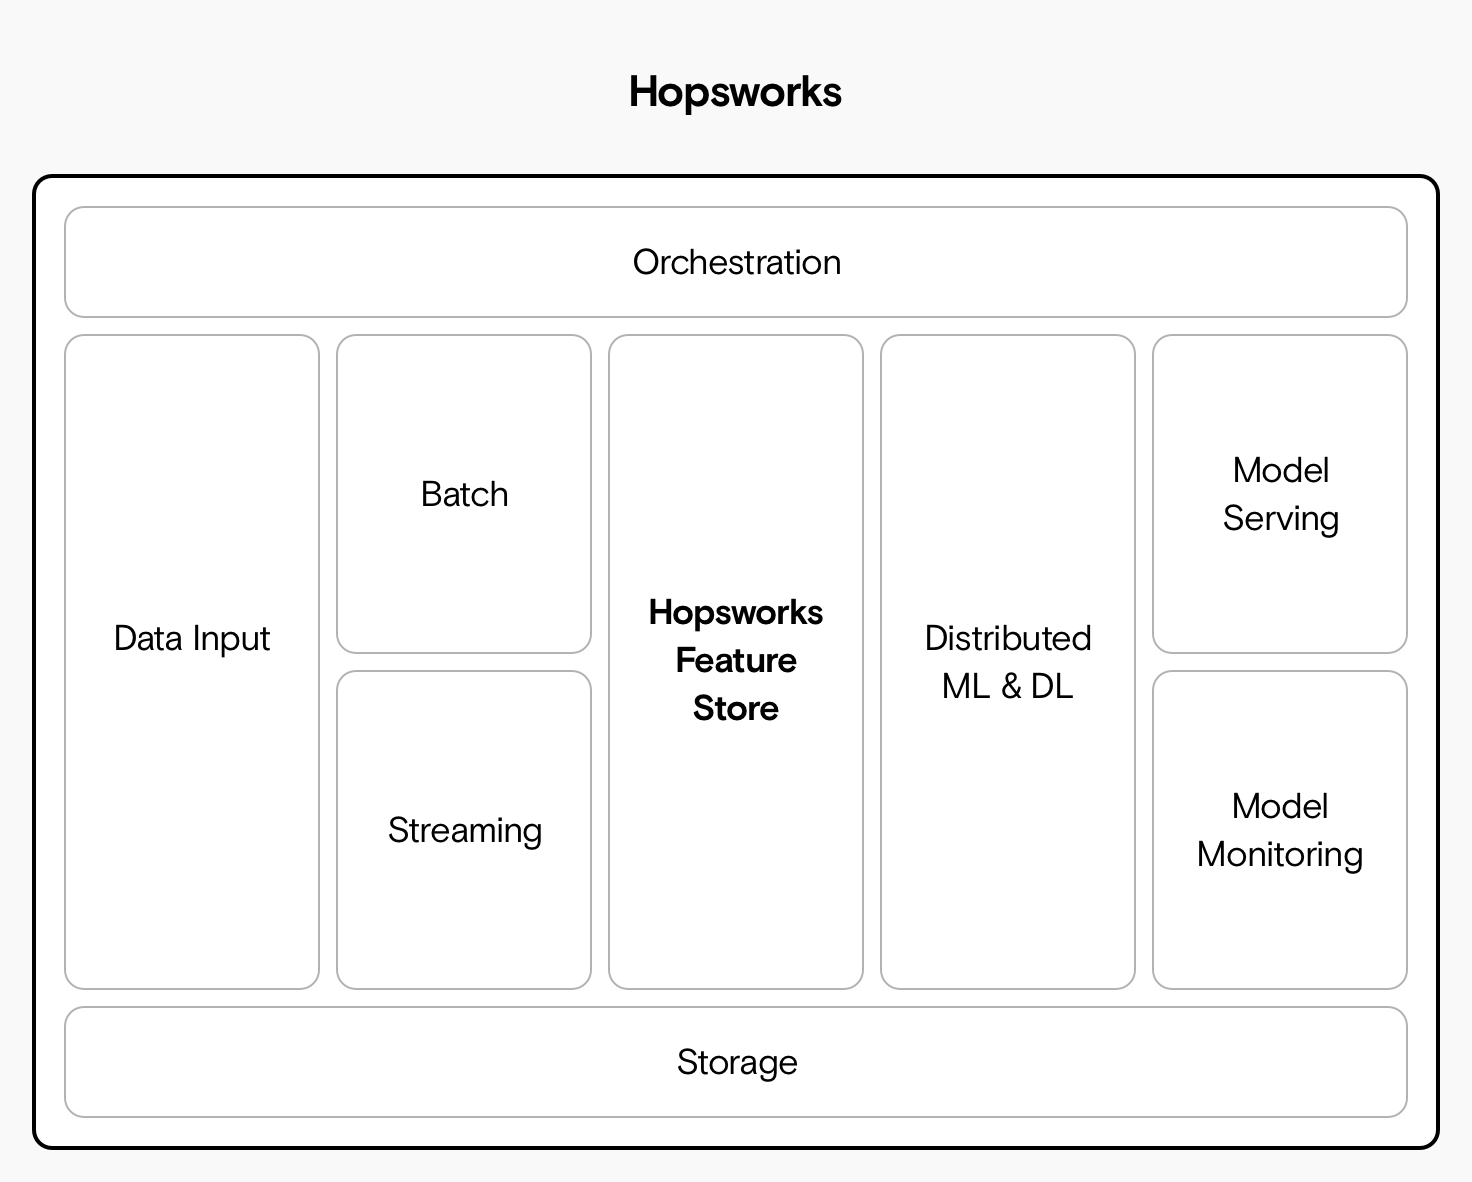 Hopsworks
Orchestration
Data Input
Batch
Streaming
Hopsworks
Feature
Store
Distributed
ML & DL
Model
Serving
Model
Monitoring
Storage